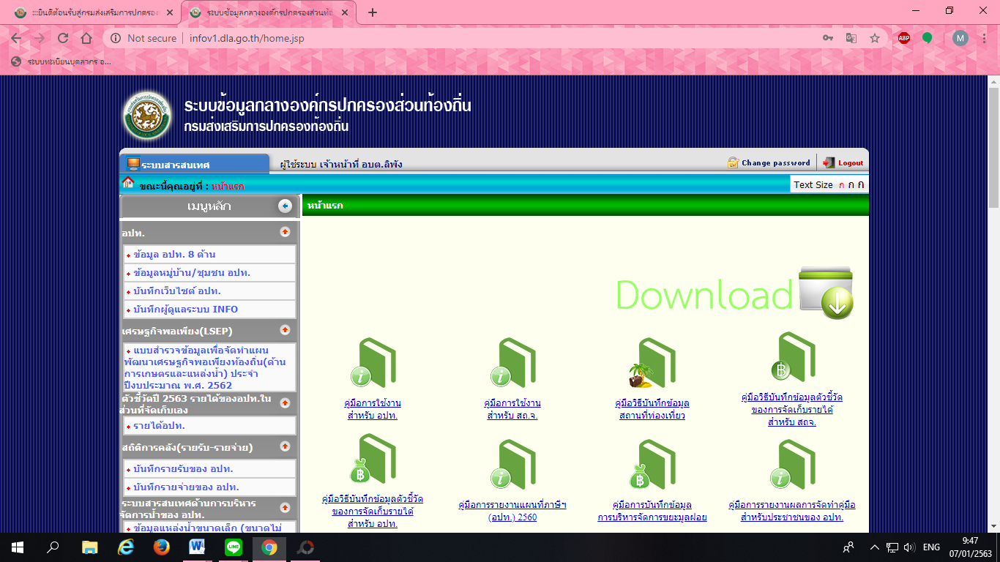 :::ยินดีต้อนรับสู่กรมส่งเสริมการปกครอง
ระบบข้อมูลกลางองค์กรปกครองส่วนท้อง
Not secure
infov1.dla.go.th/home.jsp
ABP
M
ระบบทะเบียนบุคลากร อ...
ระบบข้อมูลกลางองค์กรปกครองส่วนท้องถิ่น
กรมส่งเสริมการปกครองท้องถิ่น
ระบบสารสนเทศ
ผู้ใช้ระบบ เจ้าหน้าที่ อบต.ลิพัง
Change password
Logout
ขณะนี้คุณอยู่ที่ : หน้าแรก
Text Size ก ก ก
เมนูหลัก
หน้าแรก
อปท.
ข้อมูล อปท. 8 ด้าน
ข้อมูลหมู่บ้าน/ชุมชน อปท.
บันทึกเว็บไซต์ อปท.
บันทึกผู้ดูแลระบบ INFO
เศรษฐกิจพอเพียง(LSEP)
แบบสำรวจข้อมูลเพื่อจัดทำแผน
พัฒนาเศรษฐกิจพอเพียงท้องถิ่น(ด้าน
การเกษตรและแหล่งน้ำ) ประจำ
ปีงบประมาณ พ.ศ. 2562
ตัวชี้วัดปี 2563 รายได้ของอปท.ใน
ส่วนที่จัดเก็บเอง
รายได้อปท.
สถิติการคลัง(รายรับ-รายจ่าย)
บันทึกรายรับของ อปท.
บันทึกรายจ่ายของ อปท.
ระบบสารสนเทศด้านการบริหาร
จัดการน้ำของ อปท.
ข้อมูลแหล่งน้ำขนาดเล็ก (ขนาดไม่
Download
คู่มือการใช้งาน
สำหรับ อปท.
คู่มือการใช้งาน
สำหรับ สถ.จ.
คู่มือวิธีบันทึกข้อมูล
สถานที่ท่องเที่ยว
คู่มือวิธีบันทึกข้อมูลตัวชี้วัด
ของการจัดเก็บรายได้
สำหรับ สถจ.
คู่มือวิธีบันทึกข้อมูลตัวชี้วัด
ของการจัดเก็บรายได้
สำหรับ อปท.
คู่มือการรายงานแผนที่ภาษีฯ
(อปท.) 2560
คู่มือการบันทึกข้อมูล
การบริหารจัดการขยะมูลฝอย
คู่มือการรายงานผลการจัดทำคู่มือ
สำหรับประชาชนของ อปท.
ENG
9:47
07/01/2563